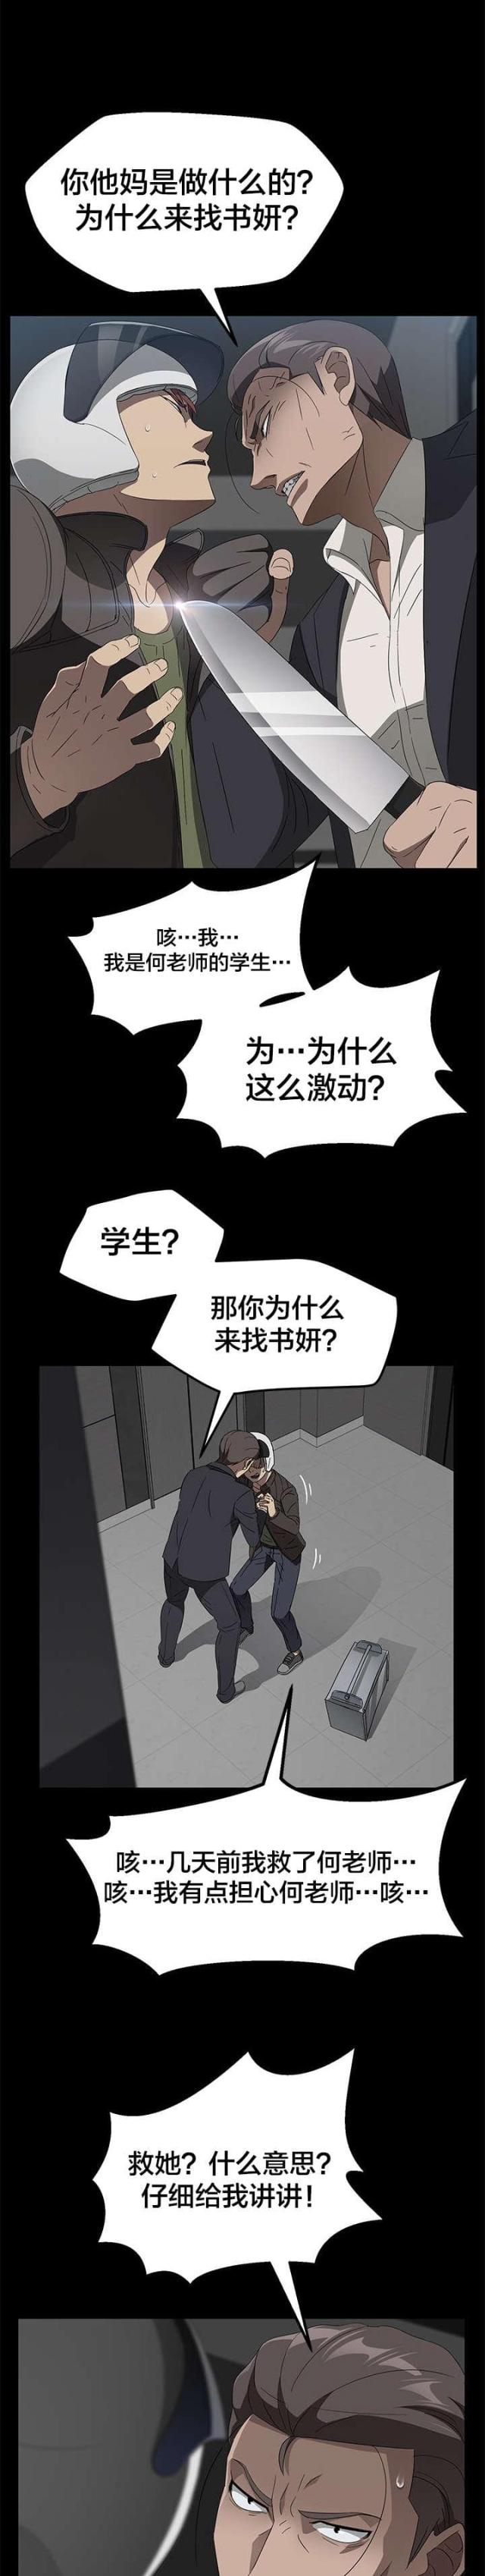 你他妈是做什么的？
为什么来找书妍？
咳…我…
我是何老师的学生…
为…为什么
这么激动？
学生？
那你为什么
来找书妍？
咳…几天前我救了何老师…
咳…我有点担心何老师…咳…
救她？什么意思？
仔细给我讲讲！